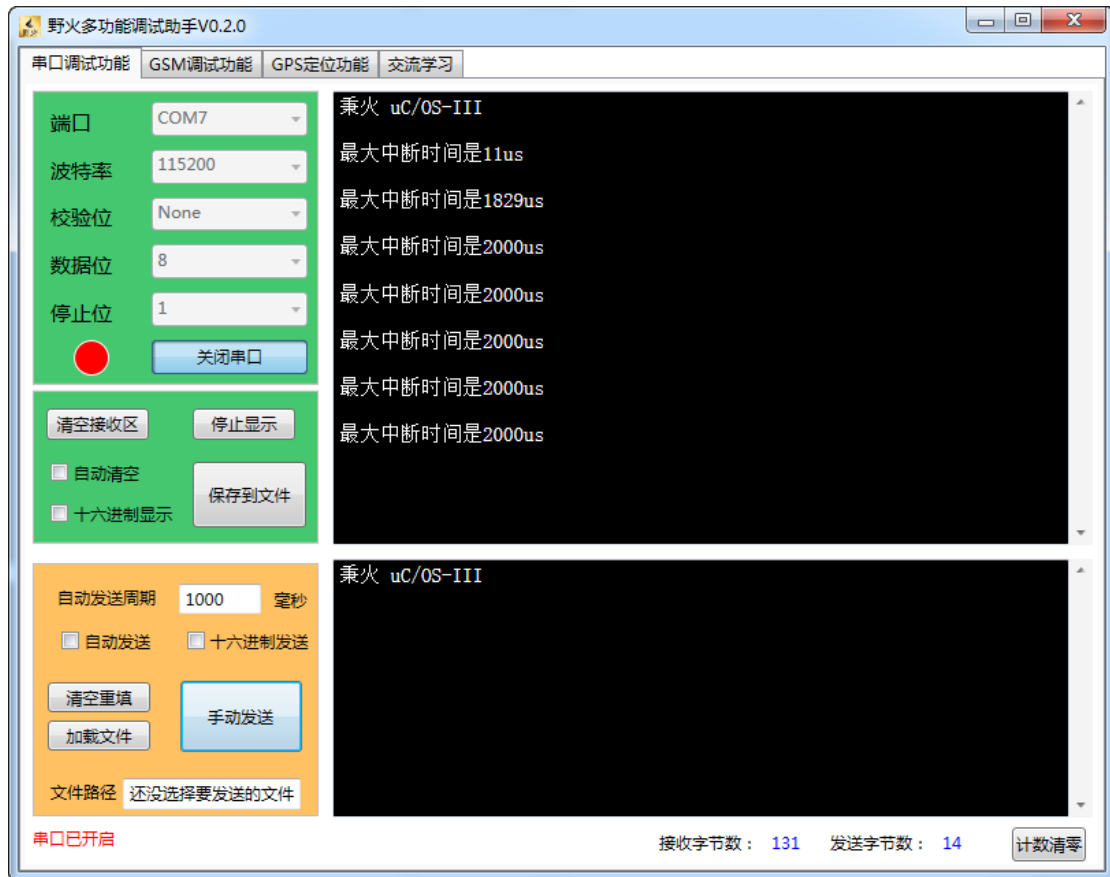 野火多功能调试助手V0.2.0
串口调试功能 GSM调试功能 GPS定位功能 交流学习
端口 COM7
波特率 115200
校验位 None
数据位 8
停止位 1
关闭串口
清空接收区 停止显示
自动清空
保存到文件
十六进制显示
秉火 uC/OS-III
最大中断时间是11us
最大中断时间是1829us
最大中断时间是2000us
最大中断时间是2000us
最大中断时间是2000us
最大中断时间是2000us
最大中断时间是2000us
自动发送周期 1000 毫秒
自动发送 十六进制发送
清空重填
手动发送
加载文件
文件路径 还没选择要发送的文件
秉火 uC/OS-III
串口已开启
接收字节数: 131 发送字节数: 14 计数清零